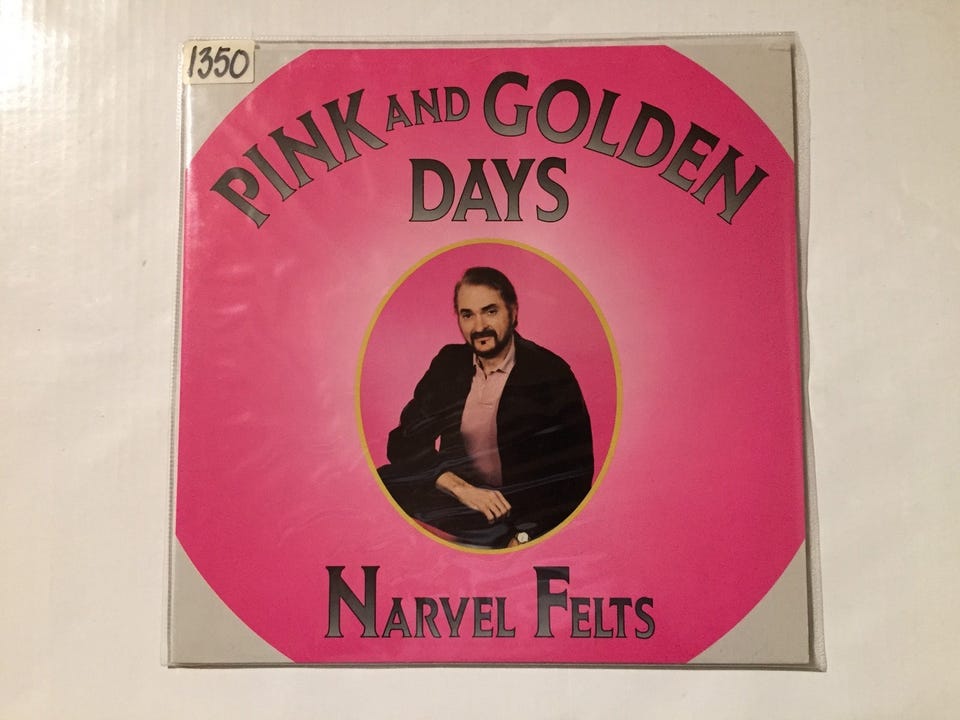 1350
PINK AND GOLDEN
DAYS
NARVEL FELTS